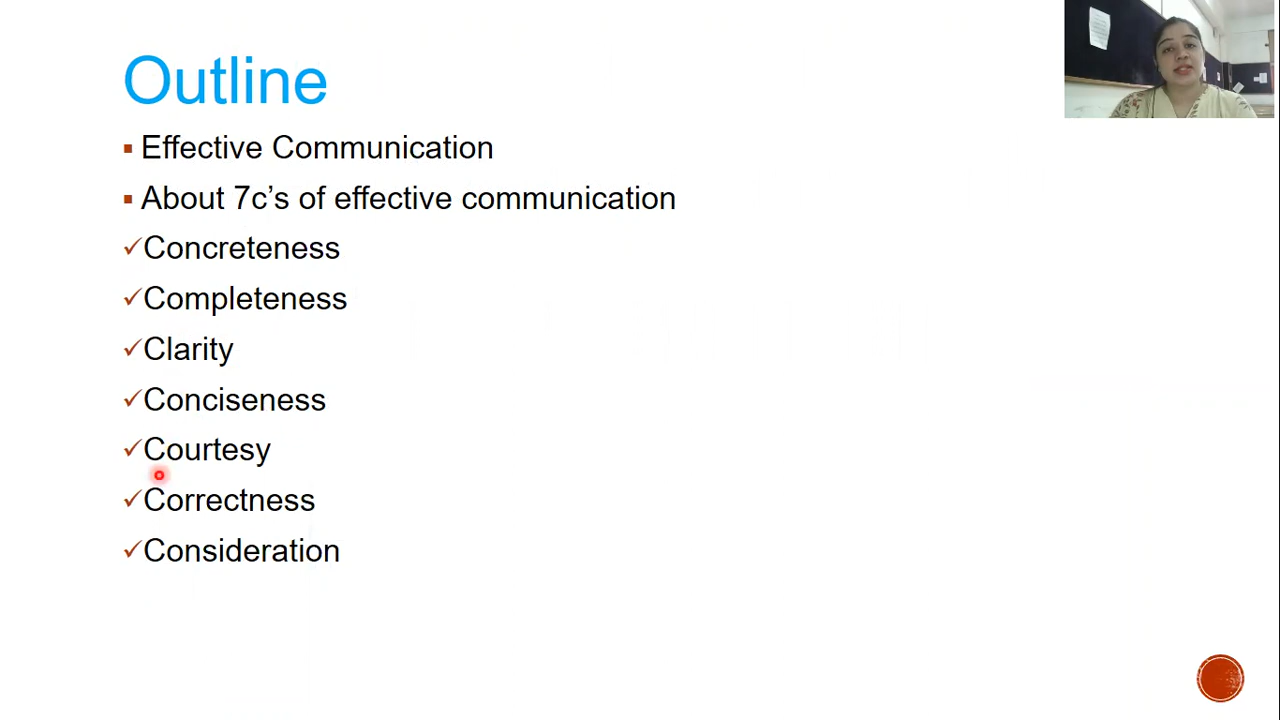 Outline
Effective Communication
About 7c’s of effective communication
Concreteness
Completeness
Clarity
Conciseness
Courtesy
Correctness
Consideration